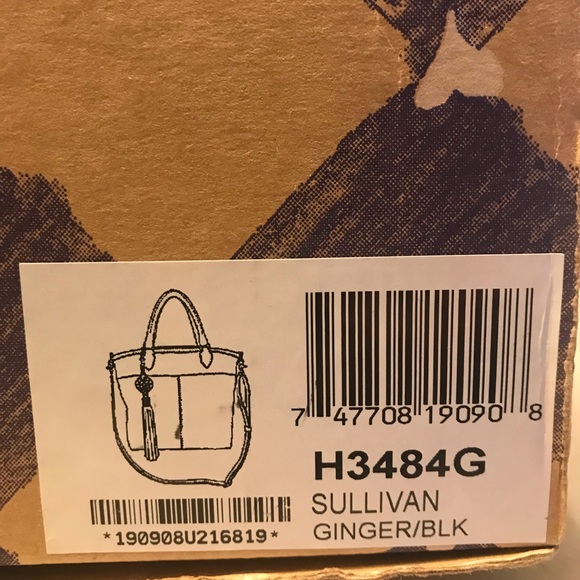 7 47708 19090 8
H3484G
SULLIVAN
GINGER/BLK
*190908U216819*